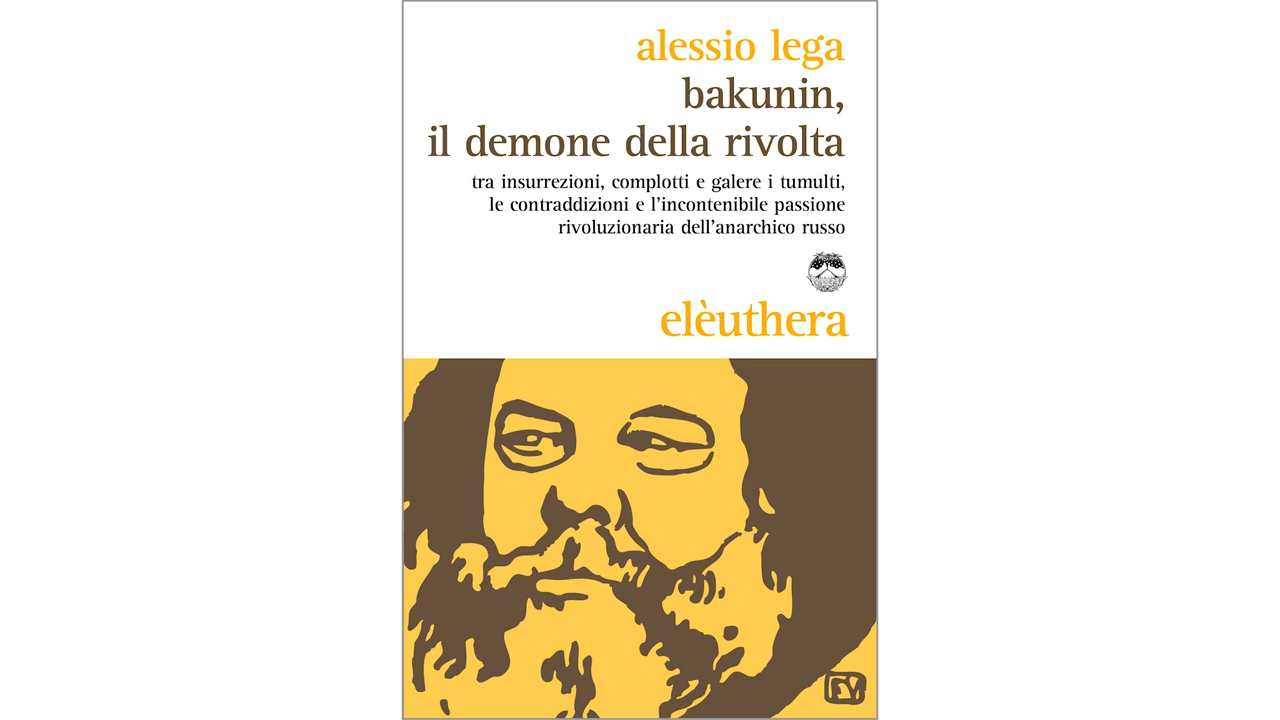 alessio lega
bakunin,
il demone della rivolta
tra insurrezioni, complotti e galere i tumulti,
le contraddizioni e l'incontenibile passione
rivoluzionaria dell'anarchico russo
elèuthera
FV